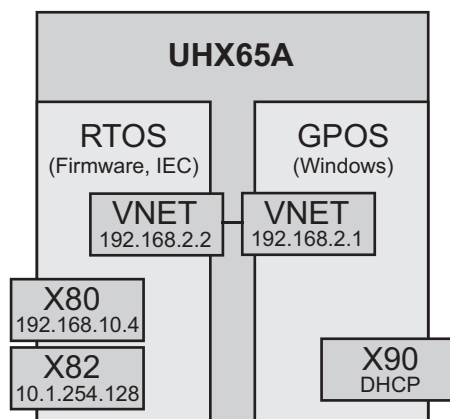 UHX65A
RTOS
(Firmware, IEC)
GPOS
(Windows)
VNET
192.168.2.2
VNET
192.168.2.1
X80
192.168.10.4
X82
10.1.254.128
X90
DHCP